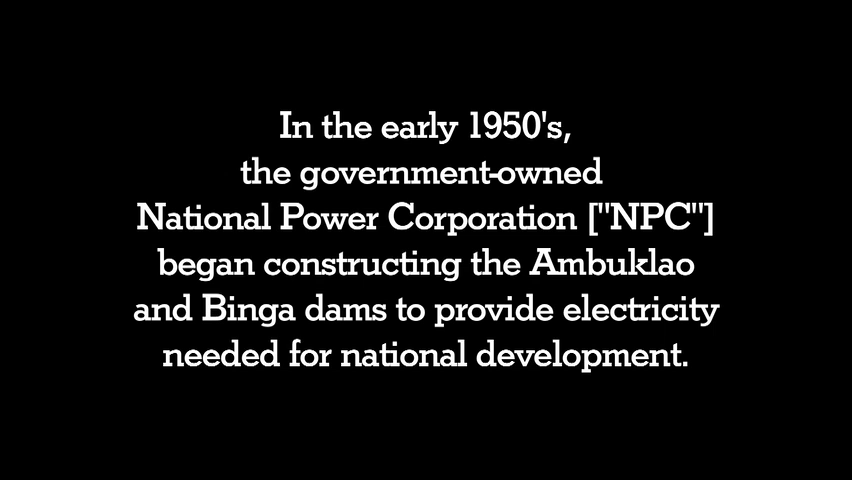 In the early 1950's,
the government-owned
National Power Corporation ["NPC"]
began constructing the Ambuklao
and Binga dams to provide electricity
needed for national development.